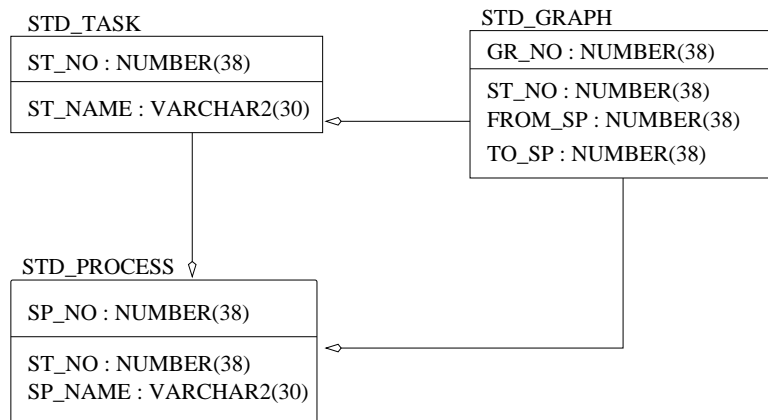 STD_TASK
ST_NO : NUMBER(38)
ST_NAME : VARCHAR2(30)
STD_GRAPH
GR_NO : NUMBER(38)
ST_NO : NUMBER(38)
FROM_SP : NUMBER(38)
TO_SP : NUMBER(38)
STD_PROCESS
SP_NO : NUMBER(38)
ST_NO : NUMBER(38)
SP_NAME : VARCHAR2(30)